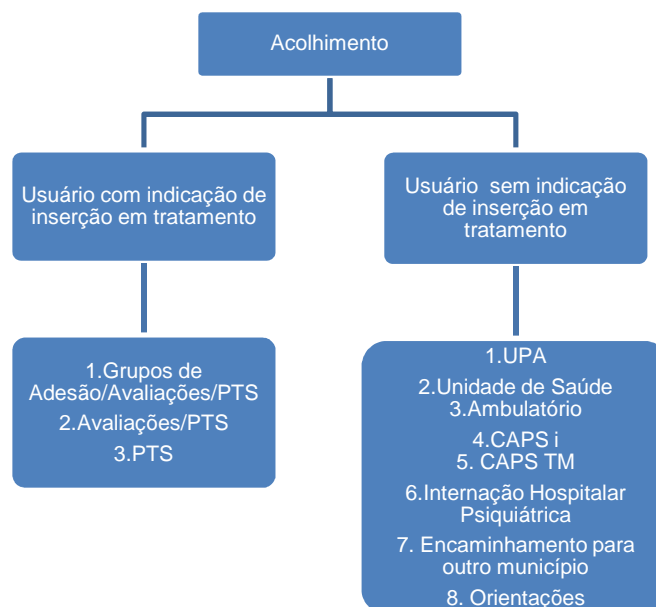 Acolhimento
Usuário com indicação de
inserção em tratamento
Usuário sem indicação
de inserção em
tratamento
1.Grupos de
Adesão/Avaliações/PTS
2.Avaliações/PTS
3.PTS
1.UPA
2.Unidade de Saúde
3.Ambulatório
4.CAPS i
5. CAPS TM
6.Internação Hospitalar
Psiquiátrica
7. Encaminhamento para
outro município
8. Orientações